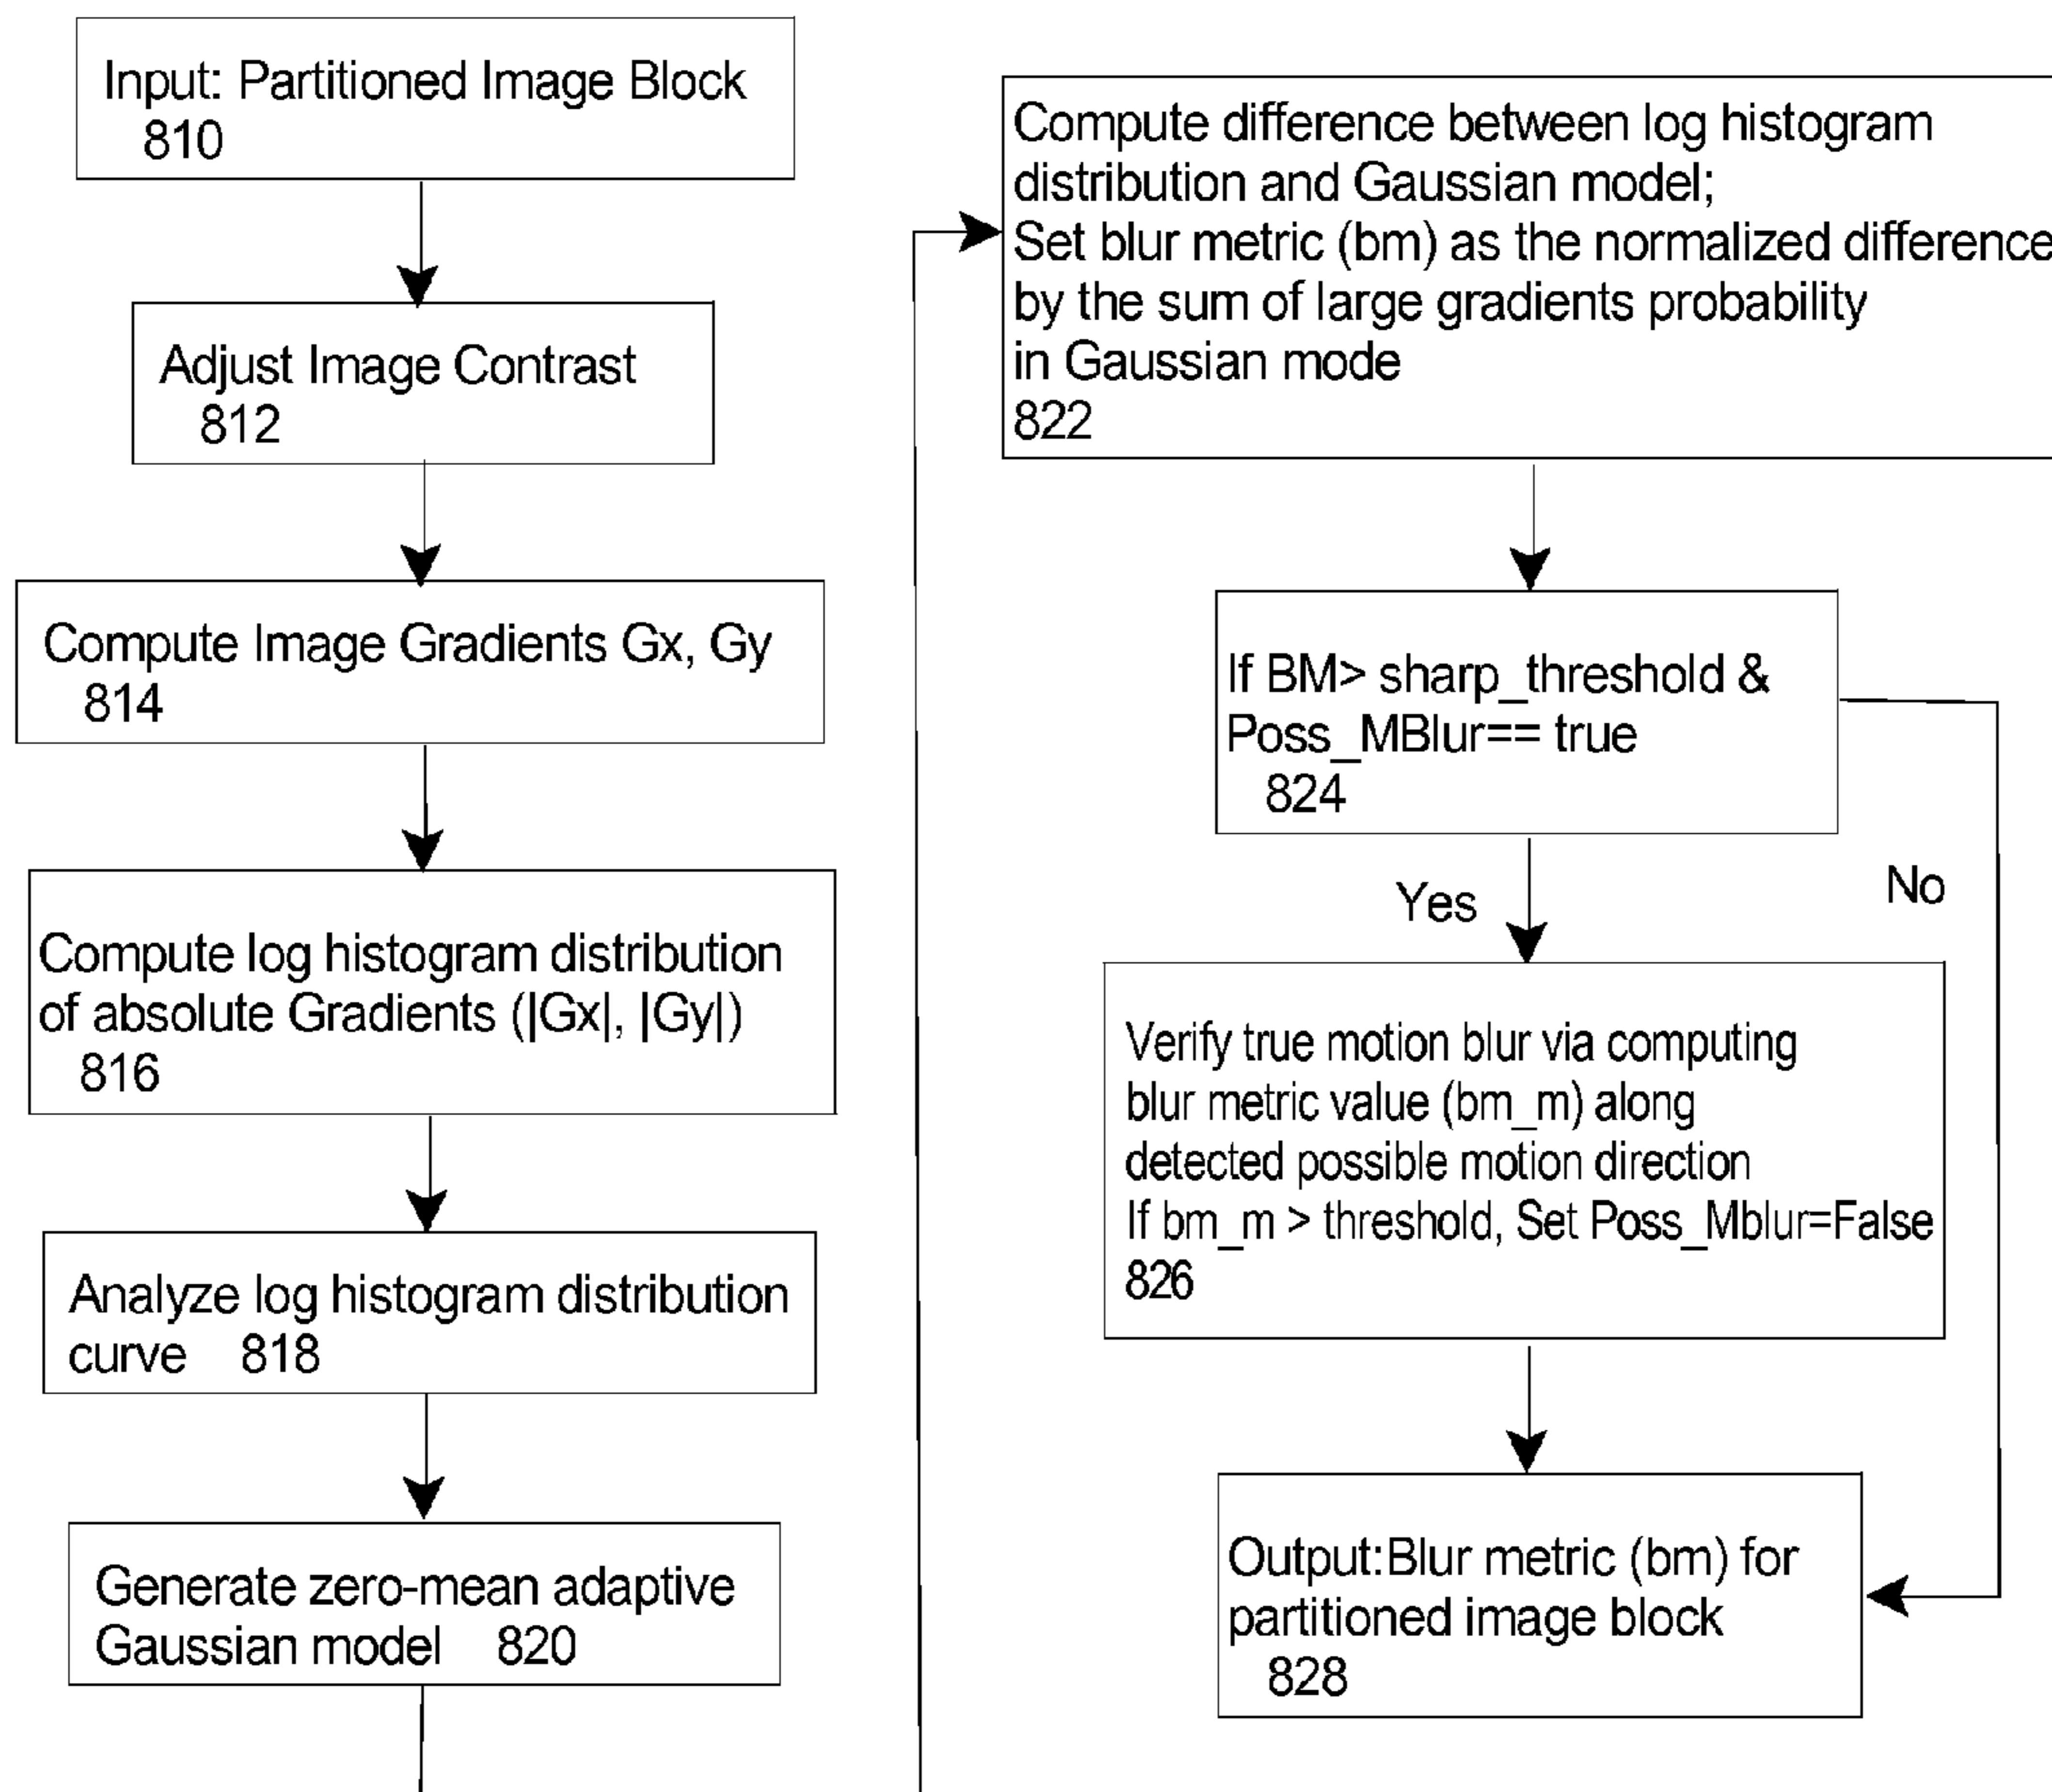 Input: Partitioned Image Block
810
Adjust Image Contrast
812
Compute Image Gradients Gx, Gy
814
Compute log histogram distribution
of absolute Gradients (|Gx|, |Gy|)
816
Analyze log histogram distribution
curve 818
Generate zero-mean adaptive
Gaussian model 820
Compute difference between log histogram
distribution and Gaussian model;
Set blur metric (bm) as the normalized difference
by the sum of large gradients probability
in Gaussian mode
822
If BM> sharp_threshold &
Poss_MBlur== true
824
Yes
No
Verify true motion blur via computing
blur metric value (bm_m) along
detected possible motion direction
If bm_m > threshold, Set Poss_Mblur=False
826
Output:Blur metric (bm) for
partitioned image block
828